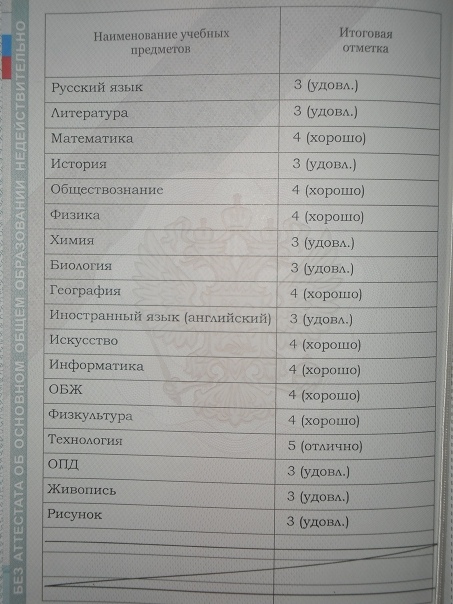 БЕЗ АТТЕСТАТА ОБ ОСНОВНОМ ОБЩЕМ ОБРАЗОВАНИИ НЕДЕЙСТВИТЕЛЬНО
Наименование учебных предметов Итоговая отметка
Русский язык 3 (удовл.)
Литература 3 (удовл.)
Математика 4 (хорошо)
История 3 (удовл.)
Обществознание 4 (хорошо)
Физика 4 (хорошо)
Химия 3 (удовл.)
Биология 3 (удовл.)
География 4 (хорошо)
Иностранный язык (английский) 3 (удовл.)
Искусство 4 (хорошо)
Информатика 4 (хорошо)
ОБЖ 4 (хорошо)
Физкультура 4 (хорошо)
Технология 5 (отлично)
ОПД 3 (удовл.)
Живопись 3 (удовл.)
Рисунок 3 (удовл.)